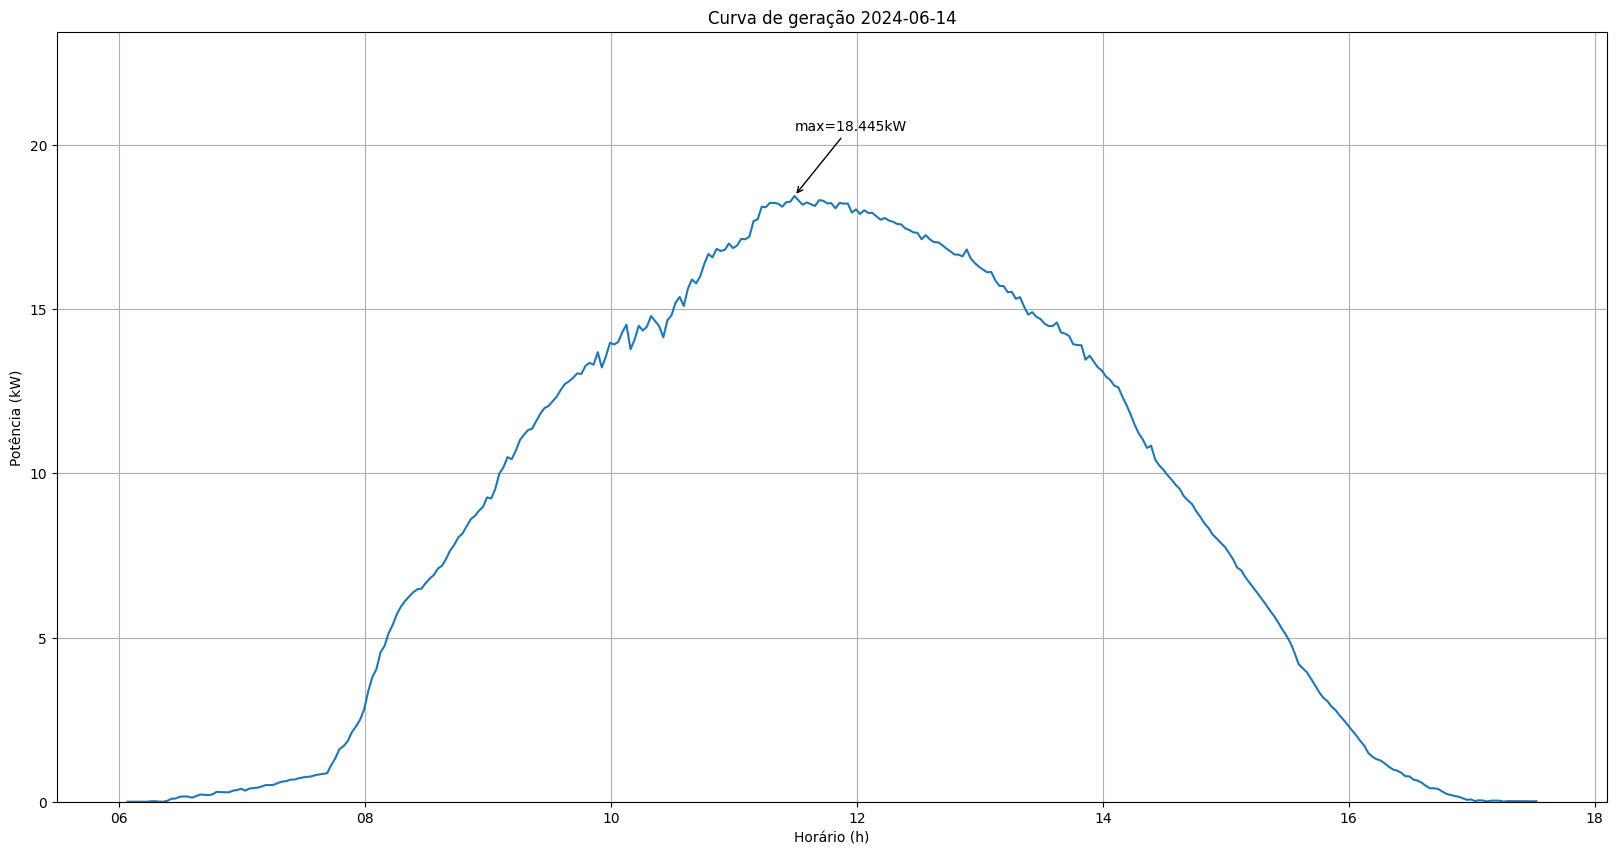 Curva de geração 2024-06-14
max=18.445kW
20
15
10
5
0
Potência (kW)
06 08 10 12 14 16 18
Horário (h)